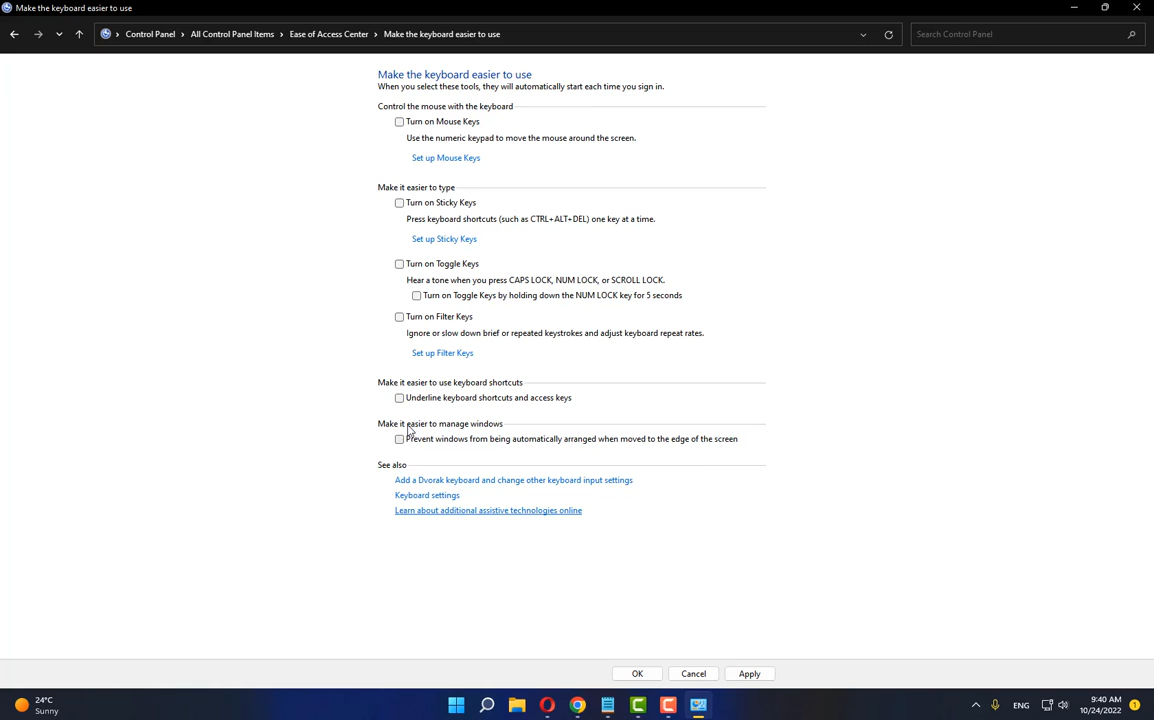 Make the keyboard easier to use
Control Panel › All Control Panel Items › Ease of Access Center › Make the keyboard easier to use
Search Control Panel
Make the keyboard easier to use
When you select these tools, they will automatically start each time you sign in.
Control the mouse with the keyboard
Turn on Mouse Keys
Use the numeric keypad to move the mouse around the screen.
Set up Mouse Keys
Make it easier to type
Turn on Sticky Keys
Press keyboard shortcuts (such as CTRL+ALT+DEL) one key at a time.
Set up Sticky Keys
Turn on Toggle Keys
Hear a tone when you press CAPS LOCK, NUM LOCK, or SCROLL LOCK.
Turn on Toggle Keys by holding down the NUM LOCK key for 5 seconds
Turn on Filter Keys
Ignore or slow down brief or repeated keystrokes and adjust keyboard repeat rates.
Set up Filter Keys
Make it easier to use keyboard shortcuts
Underline keyboard shortcuts and access keys
Make it easier to manage windows
Prevent windows from being automatically arranged when moved to the edge of the screen
See also
Add a Dvorak keyboard and change other keyboard input settings
Keyboard settings
Learn about additional assistive technologies online
OK Cancel Apply
24°C
Sunny
ENG
9:40 AM
10/24/2022
1